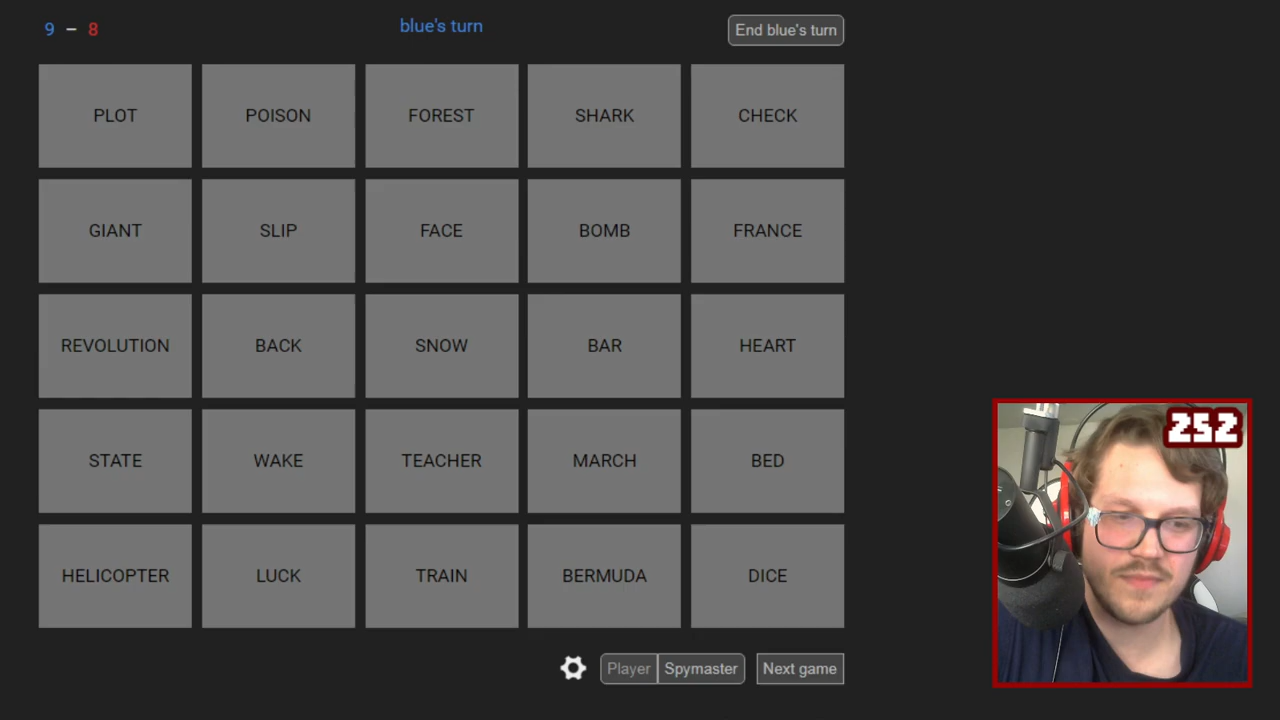 9 – 8
blue's turn
End blue's turn
PLOT
POISON
FOREST
SHARK
CHECK
GIANT
SLIP
FACE
BOMB
FRANCE
REVOLUTION
BACK
SNOW
BAR
HEART
STATE
WAKE
TEACHER
MARCH
BED
HELICOPTER
LUCK
TRAIN
BERMUDA
DICE
Player
Spymaster
Next game
252